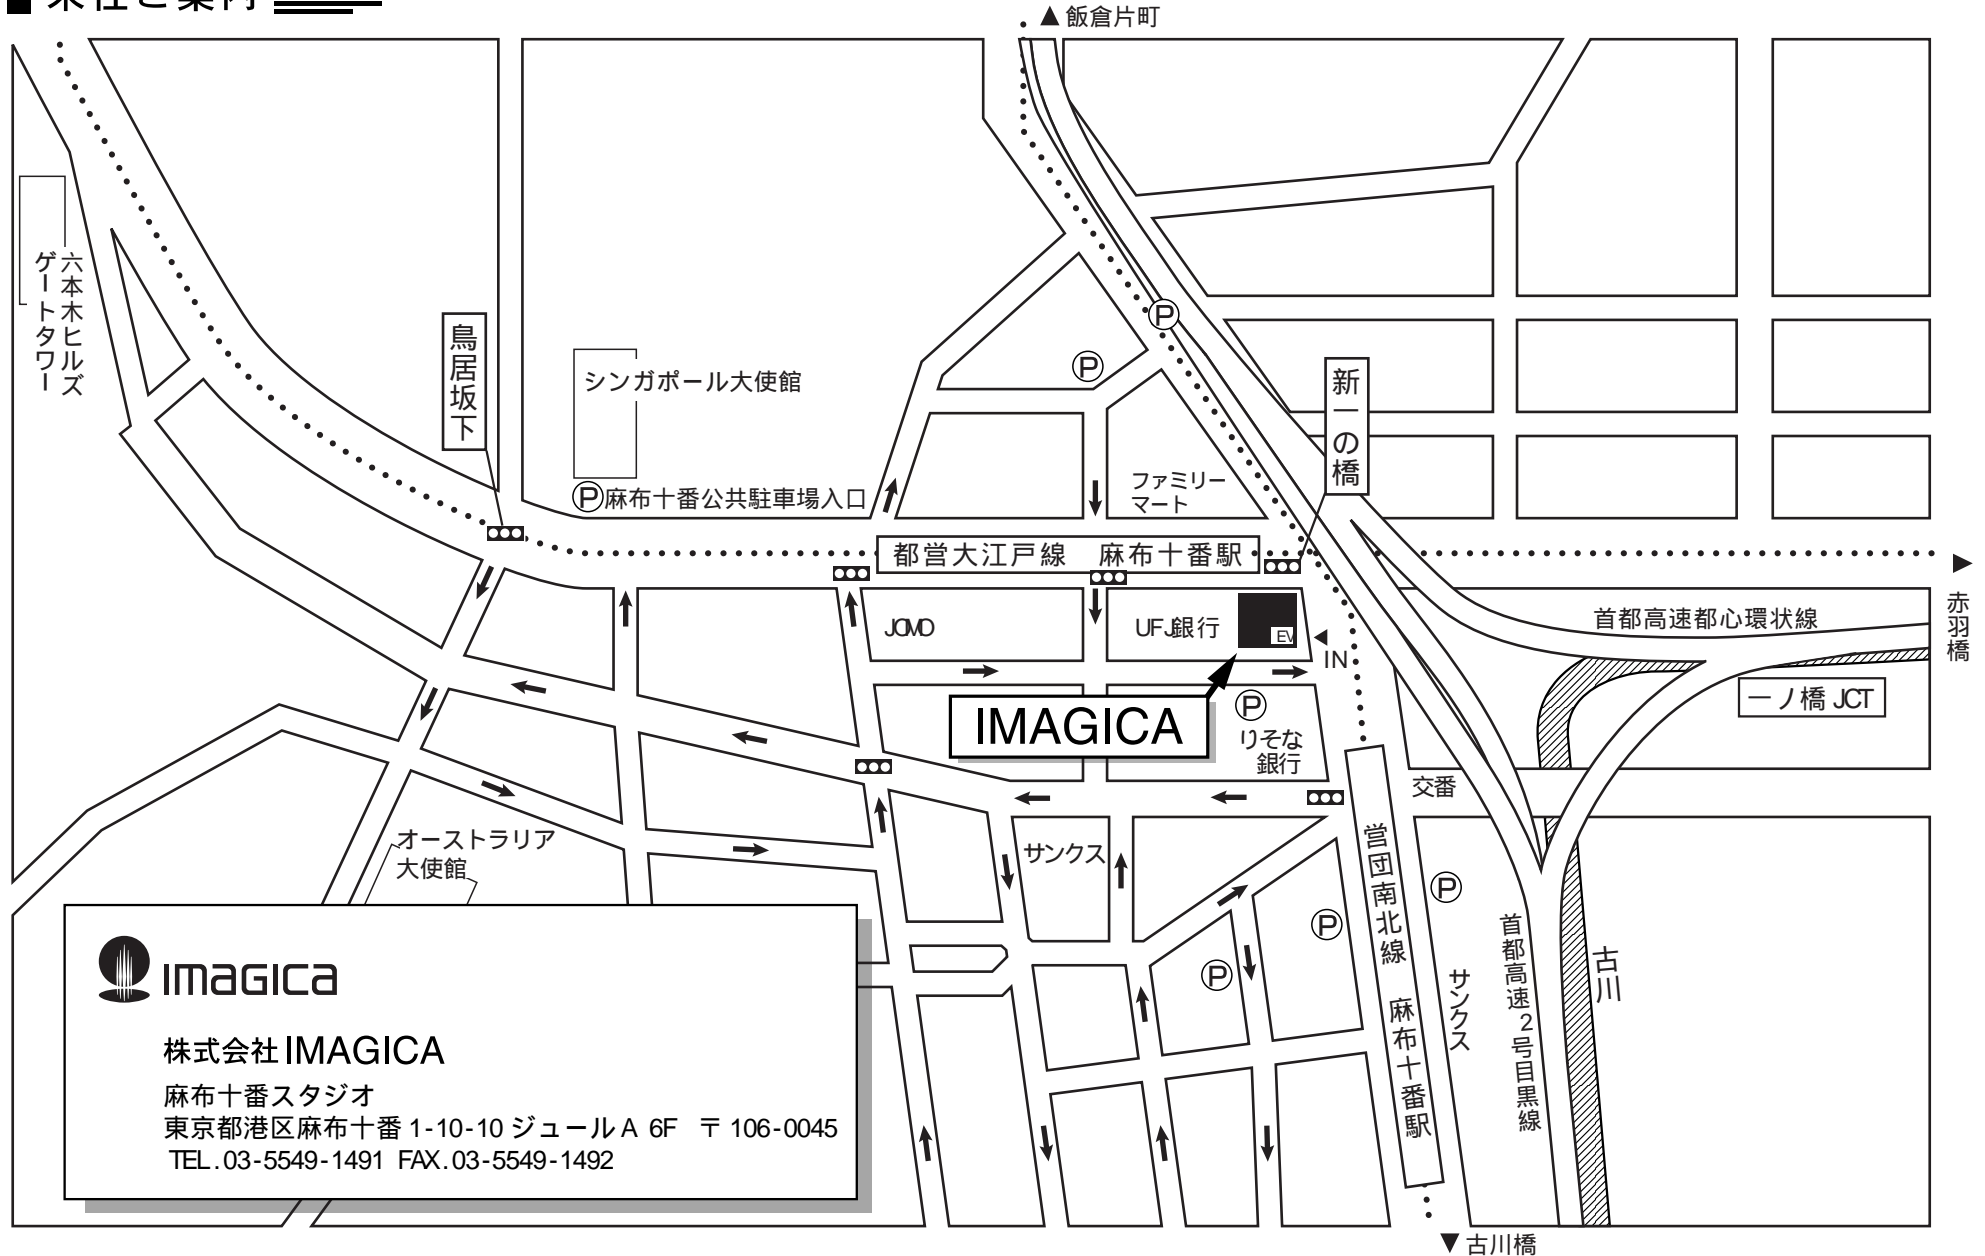 ■ 来社ご案内
▲ 飯倉片町
六本木ヒルズ
ゲートタワー
鳥居坂下
シンガポール大使館
Ⓟ麻布十番公共駐車場入口
P
P
新一の橋
ファミリー
マート
都営大江戸線 麻布十番駅
▶
赤羽橋
首都高速都心環状線
JOMO
UFJ銀行
EV
◀
IN
一ノ橋 JCT
IMAGICA
P
りそな
銀行
交番
オーストラリア
大使館
サンクス
営団南北線 麻布十番駅
P
P
P
サンクス
首都高速2号目黒線
古川
IMAGICA
株式会社 IMAGICA
麻布十番スタジオ
東京都港区麻布十番 1-10-10 ジュール A 6F 〒 106-0045
TEL.03-5549-1491 FAX.03-5549-1492
▼ 古川橋